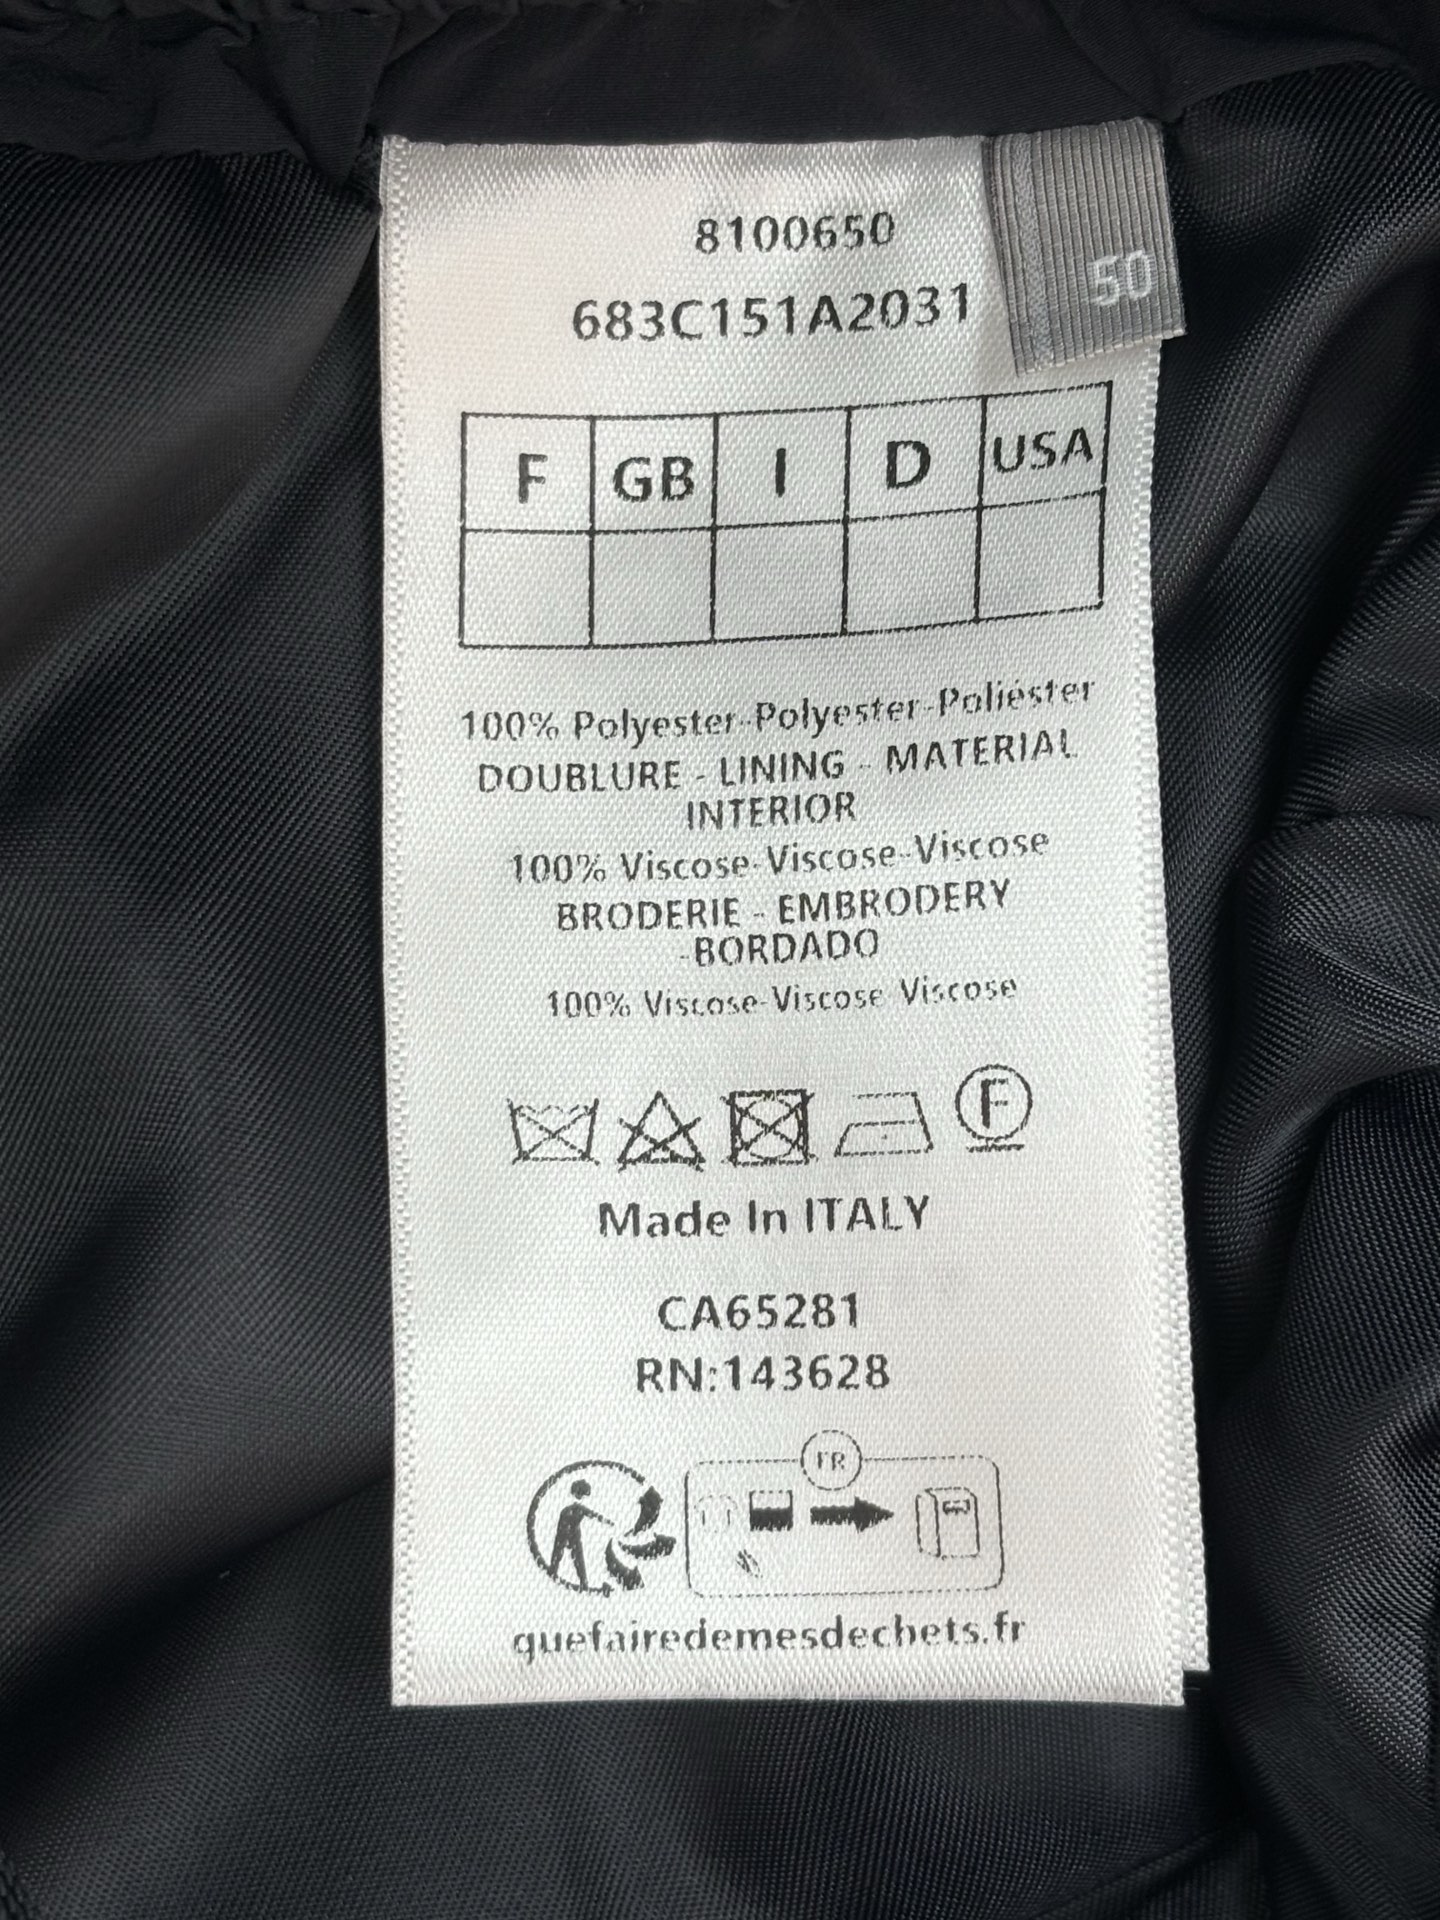 8100650
50
683C151A2031
F GB I D USA
100% Polyester-Polyester-Poliéster
DOUBLURE - LINING - MATERIAL
INTERIOR
100% Viscose-Viscose-Viscose
BRODERIE - EMBRODERY
-BORDADO
100% Viscose-Viscose Viscose
F
Made In ITALY
CA65281
RN:143628
FR
quefairedemesdechets.fr